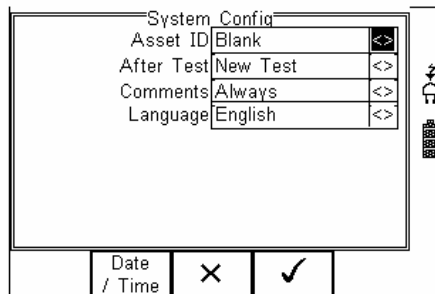 System Config
Asset ID Blank <>
After Test New Test <>
Comments Always <>
Language English <>
Date
/ Time